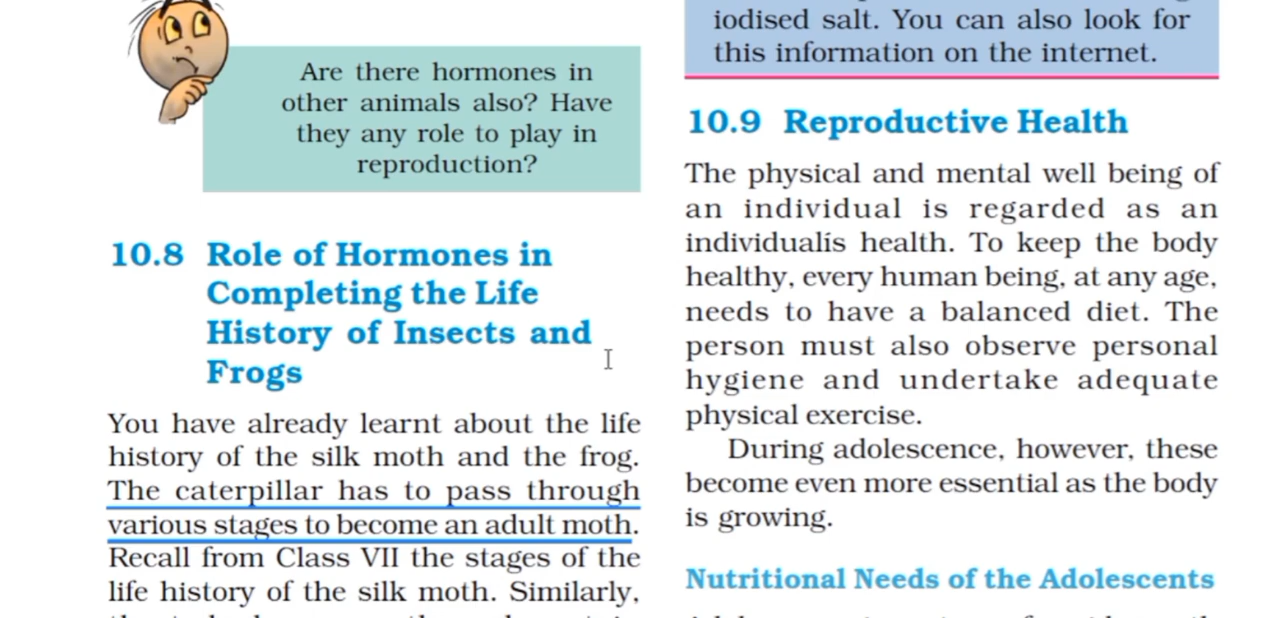 Are there hormones in
other animals also? Have
they any role to play in
reproduction?
10.8 Role of Hormones in
Completing the Life
History of Insects and
Frogs
You have already learnt about the life
history of the silk moth and the frog.
The caterpillar has to pass through
various stages to become an adult moth.
Recall from Class VII the stages of the
life history of the silk moth. Similarly,
iodised salt. You can also look for
this information on the internet.
10.9 Reproductive Health
The physical and mental well being of
an individual is regarded as an
individualís health. To keep the body
healthy, every human being, at any age,
needs to have a balanced diet. The
person must also observe personal
hygiene and undertake adequate
physical exercise.
During adolescence, however, these
become even more essential as the body
is growing.
Nutritional Needs of the Adolescents